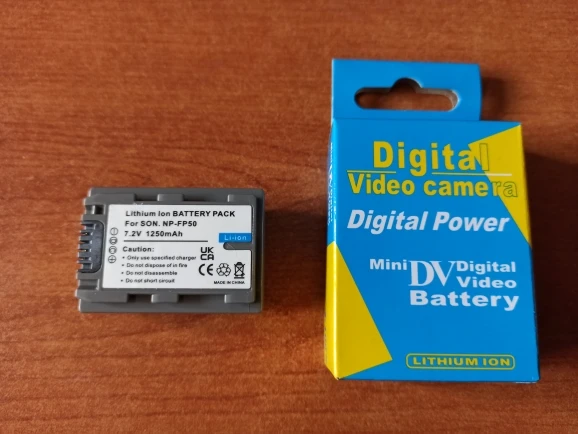 Lithium Ion BATTERY PACK
For SON. NP-FP50
7.2V 1250mAh
Li-ion
Caution:
• Only use specified charger
• Do not dispose of in fire
• Do not disassemble
• Do not short circuit
UK
CA
CE
MADE IN CHINA
Digital
Video camera
Digital Power
Mini DV Digital
Video
Battery
LITHIUM ION